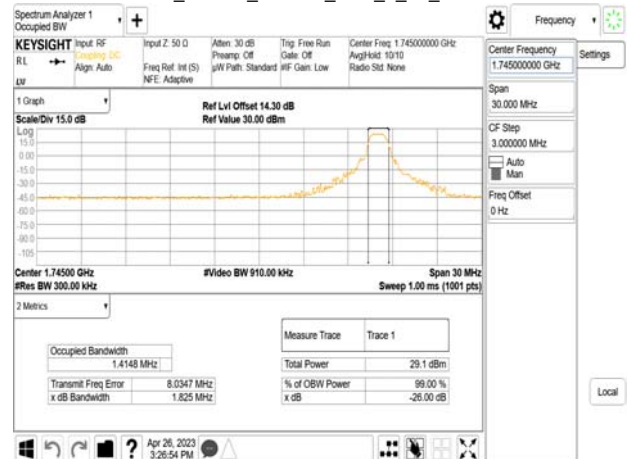 Spectrum Analyzer 1
Occupied BW
Frequency
KEYSIGHT
Input: RF
Coupling: DC
Align: Auto
Input Z: 50 Ω
Freq Ref: Int (S)
NFE: Adaptive
Atten: 30 dB
Preamp: Off
µW Path: Standard
Trig: Free Run
Gate: Off
#IF Gain: Low
Center Freq: 1.745000000 GHz
Avg|Hold: 10/10
Radio Std: None
RL
LV
Center Frequency
1.745000000 GHz
Settings
Span
30.000 MHz
CF Step
3.000000 MHz
Auto
Man
Freq Offset
0 Hz
Local
1 Graph
Scale/Div 15.0 dB
Ref Lvl Offset 14.30 dB
Ref Value 30.00 dBm
Log
15.0
0.00
-15.0
-30.0
-45.0
-60.0
-75.0
-90.0
-105
Center 1.74500 GHz
#Video BW 910.00 kHz
Span 30 MHz
#Res BW 300.00 kHz
Sweep 1.00 ms (1001 pts)
2 Metrics
Measure Trace
Trace 1
Occupied Bandwidth
1.4148 MHz
Total Power
29.1 dBm
Transmit Freq Error
8.0347 MHz
% of OBW Power
99.00 %
x dB Bandwidth
1.825 MHz
x dB
-26.00 dB
?
Apr 26, 2023
3:26:54 PM